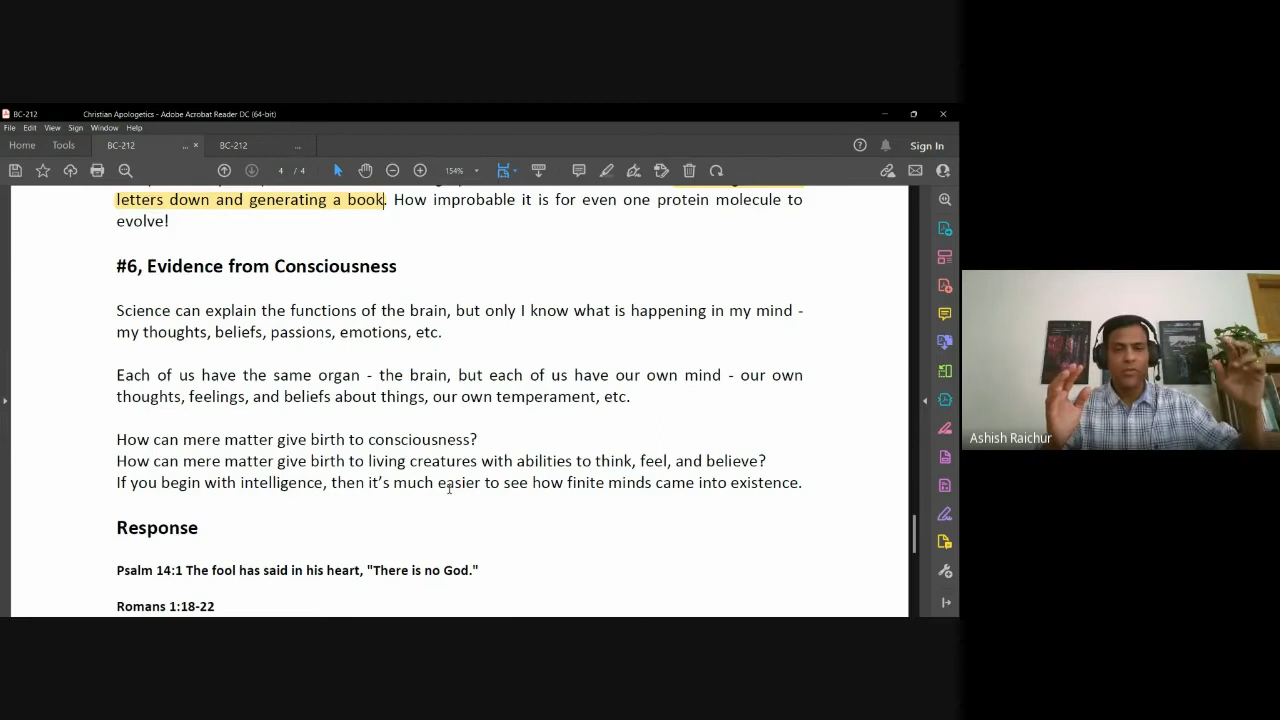 BC-212 Christian Apologetics - Adobe Acrobat Reader DC (64-bit)
File Edit View Sign Window Help
Home Tools BC-212 ... × BC-212 ... Sign In
4 / 4 154%
letters down and generating a book. How improbable it is for even one protein molecule to
evolve!
#6, Evidence from Consciousness
Science can explain the functions of the brain, but only I know what is happening in my mind -
my thoughts, beliefs, passions, emotions, etc.
Each of us have the same organ - the brain, but each of us have our own mind - our own
thoughts, feelings, and beliefs about things, our own temperament, etc.
How can mere matter give birth to consciousness?
How can mere matter give birth to living creatures with abilities to think, feel, and believe?
If you begin with intelligence, then it's much easier to see how finite minds came into existence.
Response
Psalm 14:1 The fool has said in his heart, "There is no God."
Romans 1:18-22
Ashish Raichur